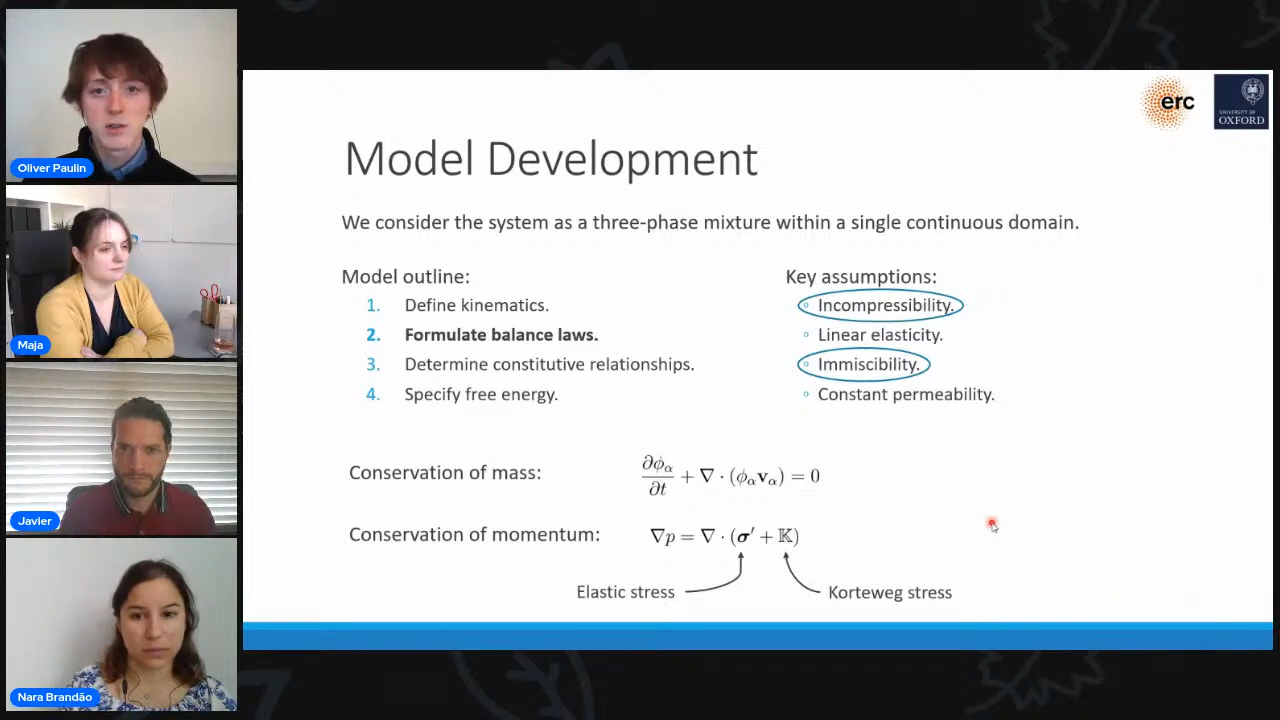 Oliver Paulin
Maja
Javier
Nara Brandão
erc
UNIVERSITY OF
OXFORD
Model Development
We consider the system as a three-phase mixture within a single continuous domain.
Model outline:
1. Define kinematics.
2. Formulate balance laws.
3. Determine constitutive relationships.
4. Specify free energy.
Key assumptions:
◦ Incompressibility.
◦ Linear elasticity.
◦ Immiscibility.
◦ Constant permeability.
Conservation of mass: ∂ϕ_α/∂t + ∇ · (ϕ_α v_α) = 0
Conservation of momentum: ∇p = ∇ · (σ′ + 𝕂)
Elastic stress
Korteweg stress